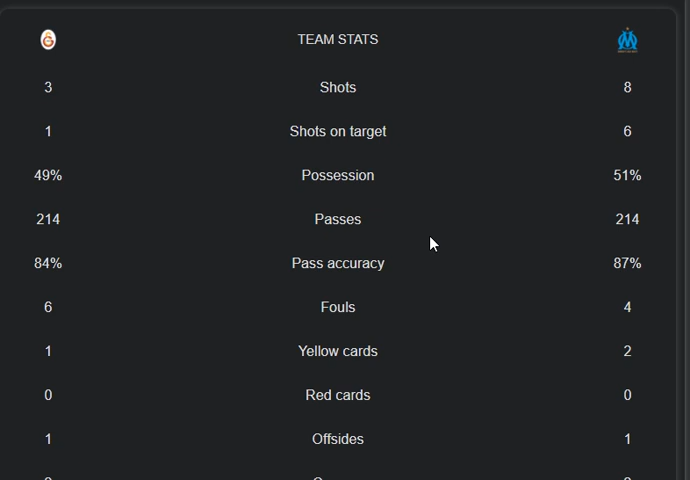 TEAM STATS
3 Shots 8
1 Shots on target 6
49% Possession 51%
214 Passes 214
84% Pass accuracy 87%
6 Fouls 4
1 Yellow cards 2
0 Red cards 0
1 Offsides 1